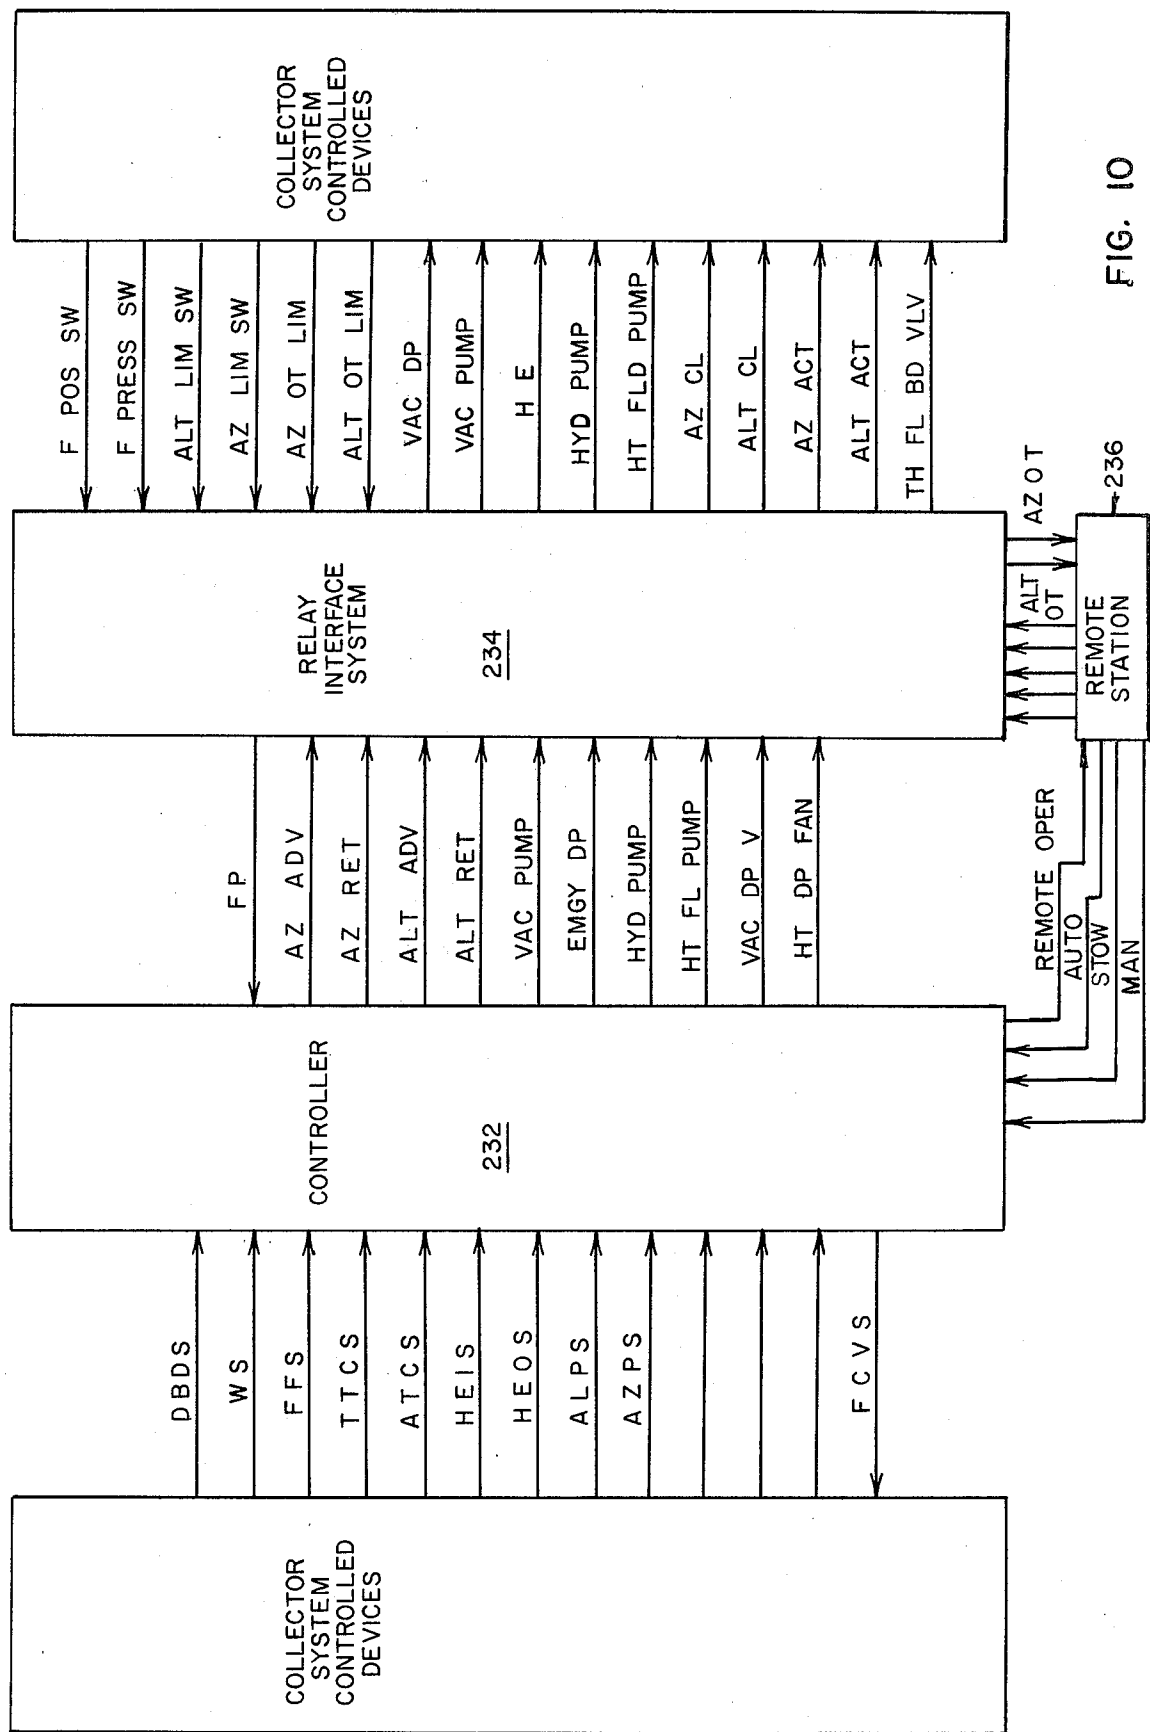 COLLECTOR
SYSTEM
CONTROLLED
DEVICES
DBDS
WS
FFS
TTCS
ATCS
HEIS
HEOS
ALPS
AZPS
FCVS
CONTROLLER
232
FP
AZ ADV
AZ RET
ALT ADV
ALT RET
VAC PUMP
EMGY DP
HYD PUMP
HT FL PUMP
VAC DP V
HT DP FAN
REMOTE OPER
AUTO
STOW
MAN
RELAY
INTERFACE
SYSTEM
234
ALT
OT
AZ OT
REMOTE
STATION
236
F POS SW
F PRESS SW
ALT LIM SW
AZ LIM SW
AZ OT LIM
ALT OT LIM
VAC DP
VAC PUMP
H E
HYD PUMP
HT FLD PUMP
AZ CL
ALT CL
AZ ACT
ALT ACT
TH FL BD VLV
COLLECTOR
SYSTEM
CONTROLLED
DEVICES
FIG. 10